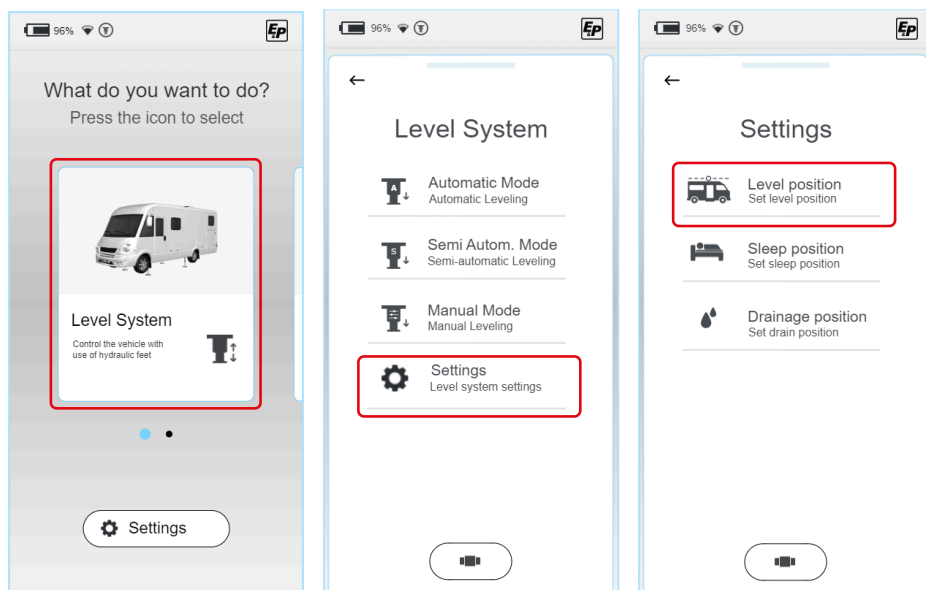 96%
E&P
What do you want to do?
Press the icon to select
Level System
Control the vehicle with
use of hydraulic feet
Settings
96%
E&P
Level System
A
Automatic Mode
Automatic Leveling
S
Semi Autom. Mode
Semi-automatic Leveling
Manual Mode
Manual Leveling
Settings
Level system settings
96%
E&P
Settings
Level position
Set level position
Sleep position
Set sleep position
Drainage position
Set drain position